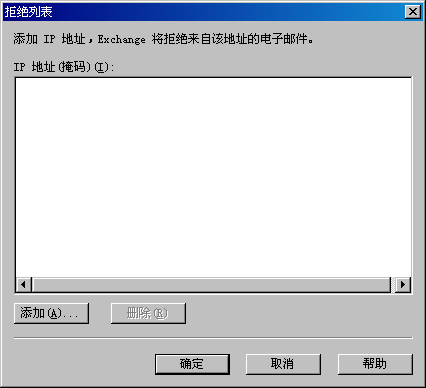 拒绝列表
添加 IP 地址，Exchange 将拒绝来自该地址的电子邮件。
IP 地址(掩码)(I):
添加(A)... 删除(R)
确定 取消 帮助